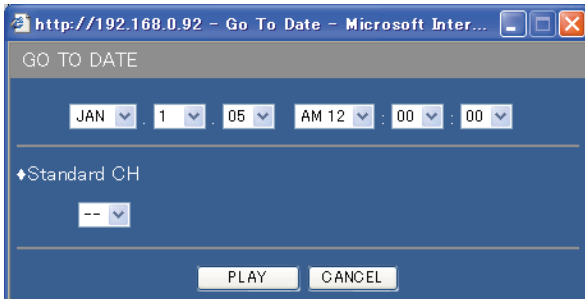 http://192.168.0.92 - Go To Date - Microsoft Inter...
GO TO DATE
JAN . 1 . 05 AM 12 : 00 : 00
♦Standard CH
--
PLAY CANCEL